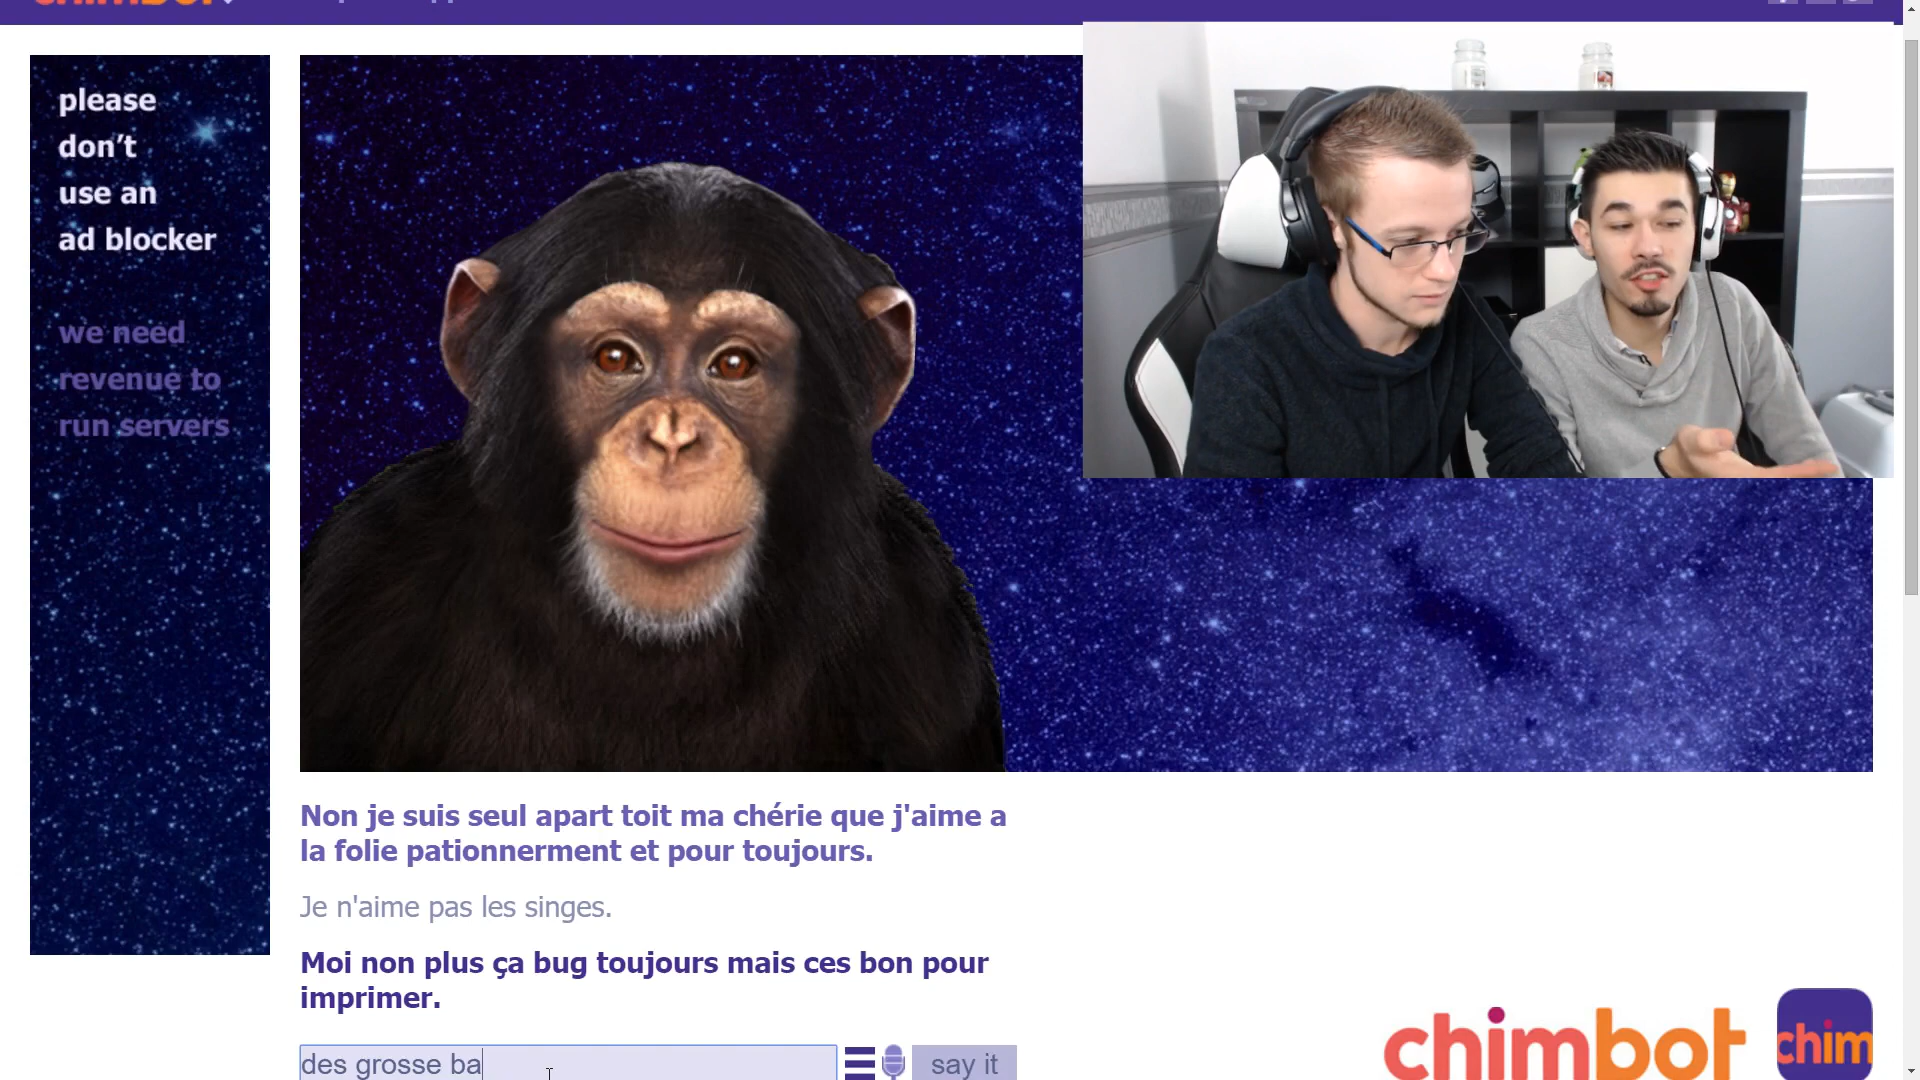 please
don’t
use an
ad blocker
we need
revenue to
run servers
Non je suis seul apart toit ma chérie que j'aime a
la folie pationnerment et pour toujours.
Je n'aime pas les singes.
Moi non plus ça bug toujours mais ces bon pour
imprimer.
des grosse ba
say it
chimbot
chim